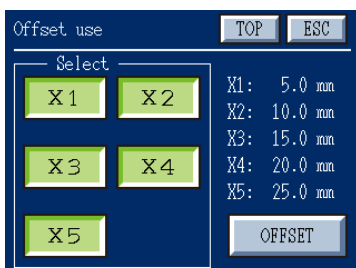 Offset use TOP ESC
Select
X1 X2
X3 X4
X5
X1: 5.0 mm
X2: 10.0 mm
X3: 15.0 mm
X4: 20.0 mm
X5: 25.0 mm
OFFSET